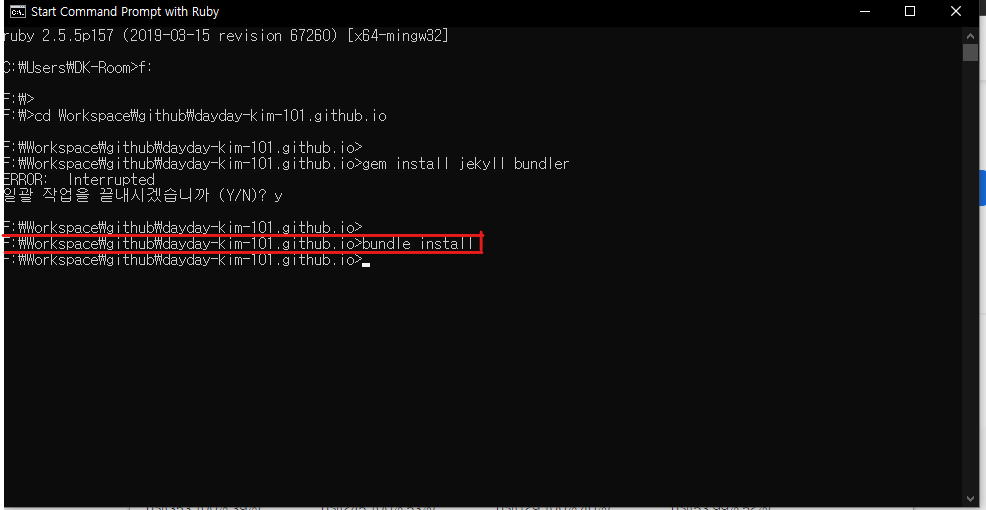 Start Command Prompt with Ruby
ruby 2.5.5p157 (2019-03-15 revision 67260) [x64-mingw32]
C:₩Users₩DK-Room>f:
F:₩>
F:₩>cd Workspace₩github₩dayday-kim-101.github.io
F:₩Workspace₩github₩dayday-kim-101.github.io>
F:₩Workspace₩github₩dayday-kim-101.github.io>gem install jekyll bundler
ERROR:  Interrupted
일괄 작업을 끝내시겠습니까 (Y/N)? y
F:₩Workspace₩github₩dayday-kim-101.github.io>
F:₩Workspace₩github₩dayday-kim-101.github.io>bundle install
F:₩Workspace₩github₩dayday-kim-101.github.io>